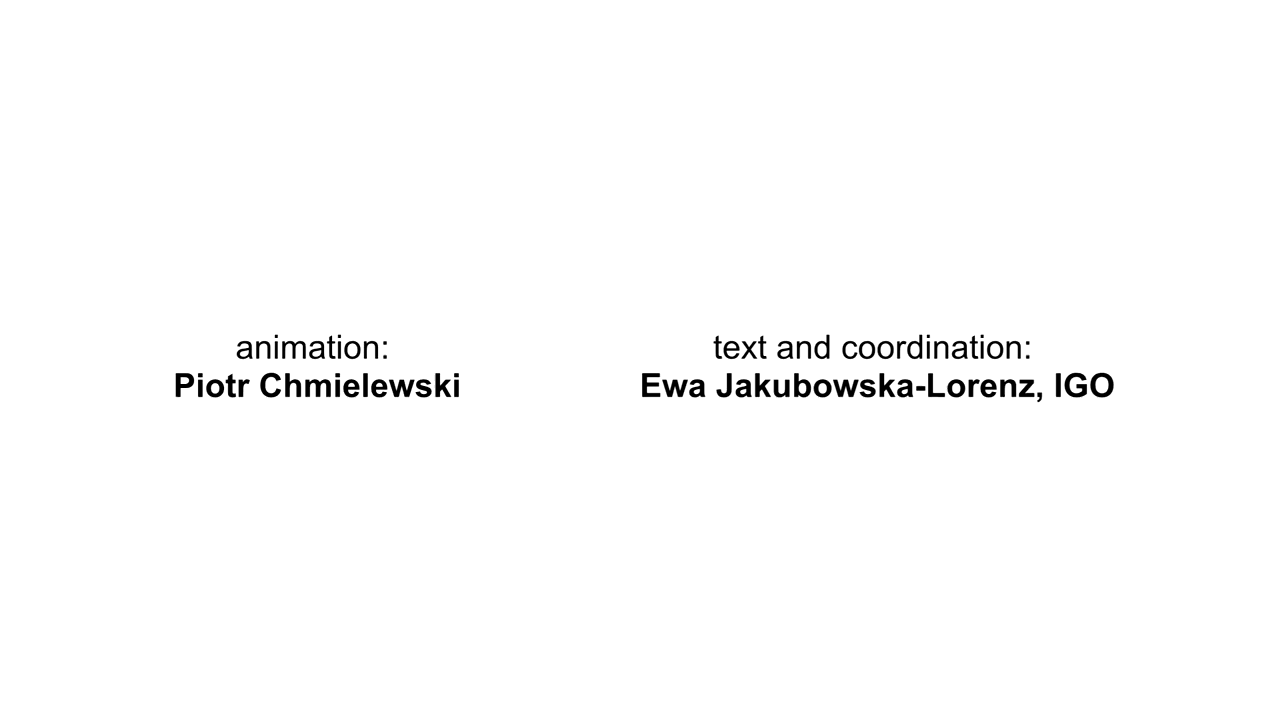 animation:
Piotr Chmielewski
text and coordination:
Ewa Jakubowska-Lorenz, IGO